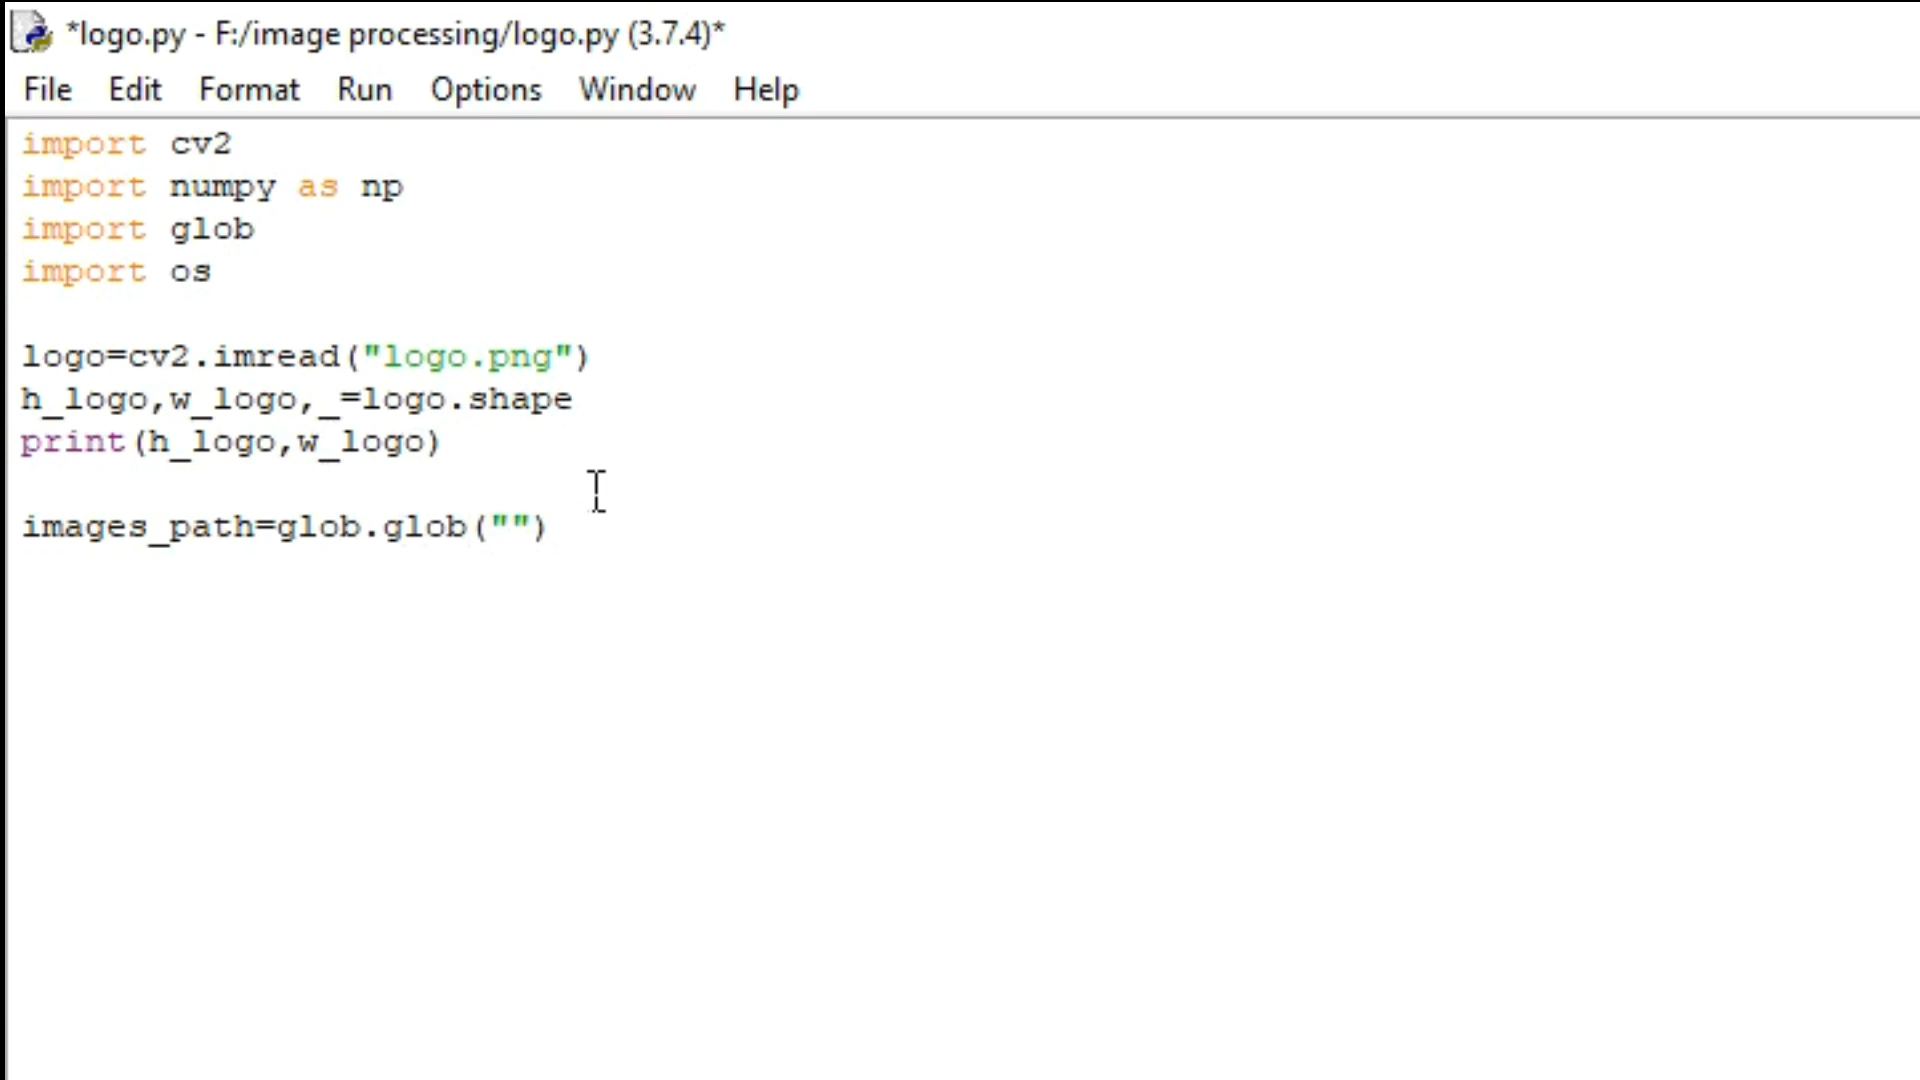 *logo.py - F:/image processing/logo.py (3.7.4)*
File Edit Format Run Options Window Help
import cv2
import numpy as np
import glob
import os
logo=cv2.imread("logo.png")
h_logo,w_logo,_=logo.shape
print(h_logo,w_logo)
images_path=glob.glob("")